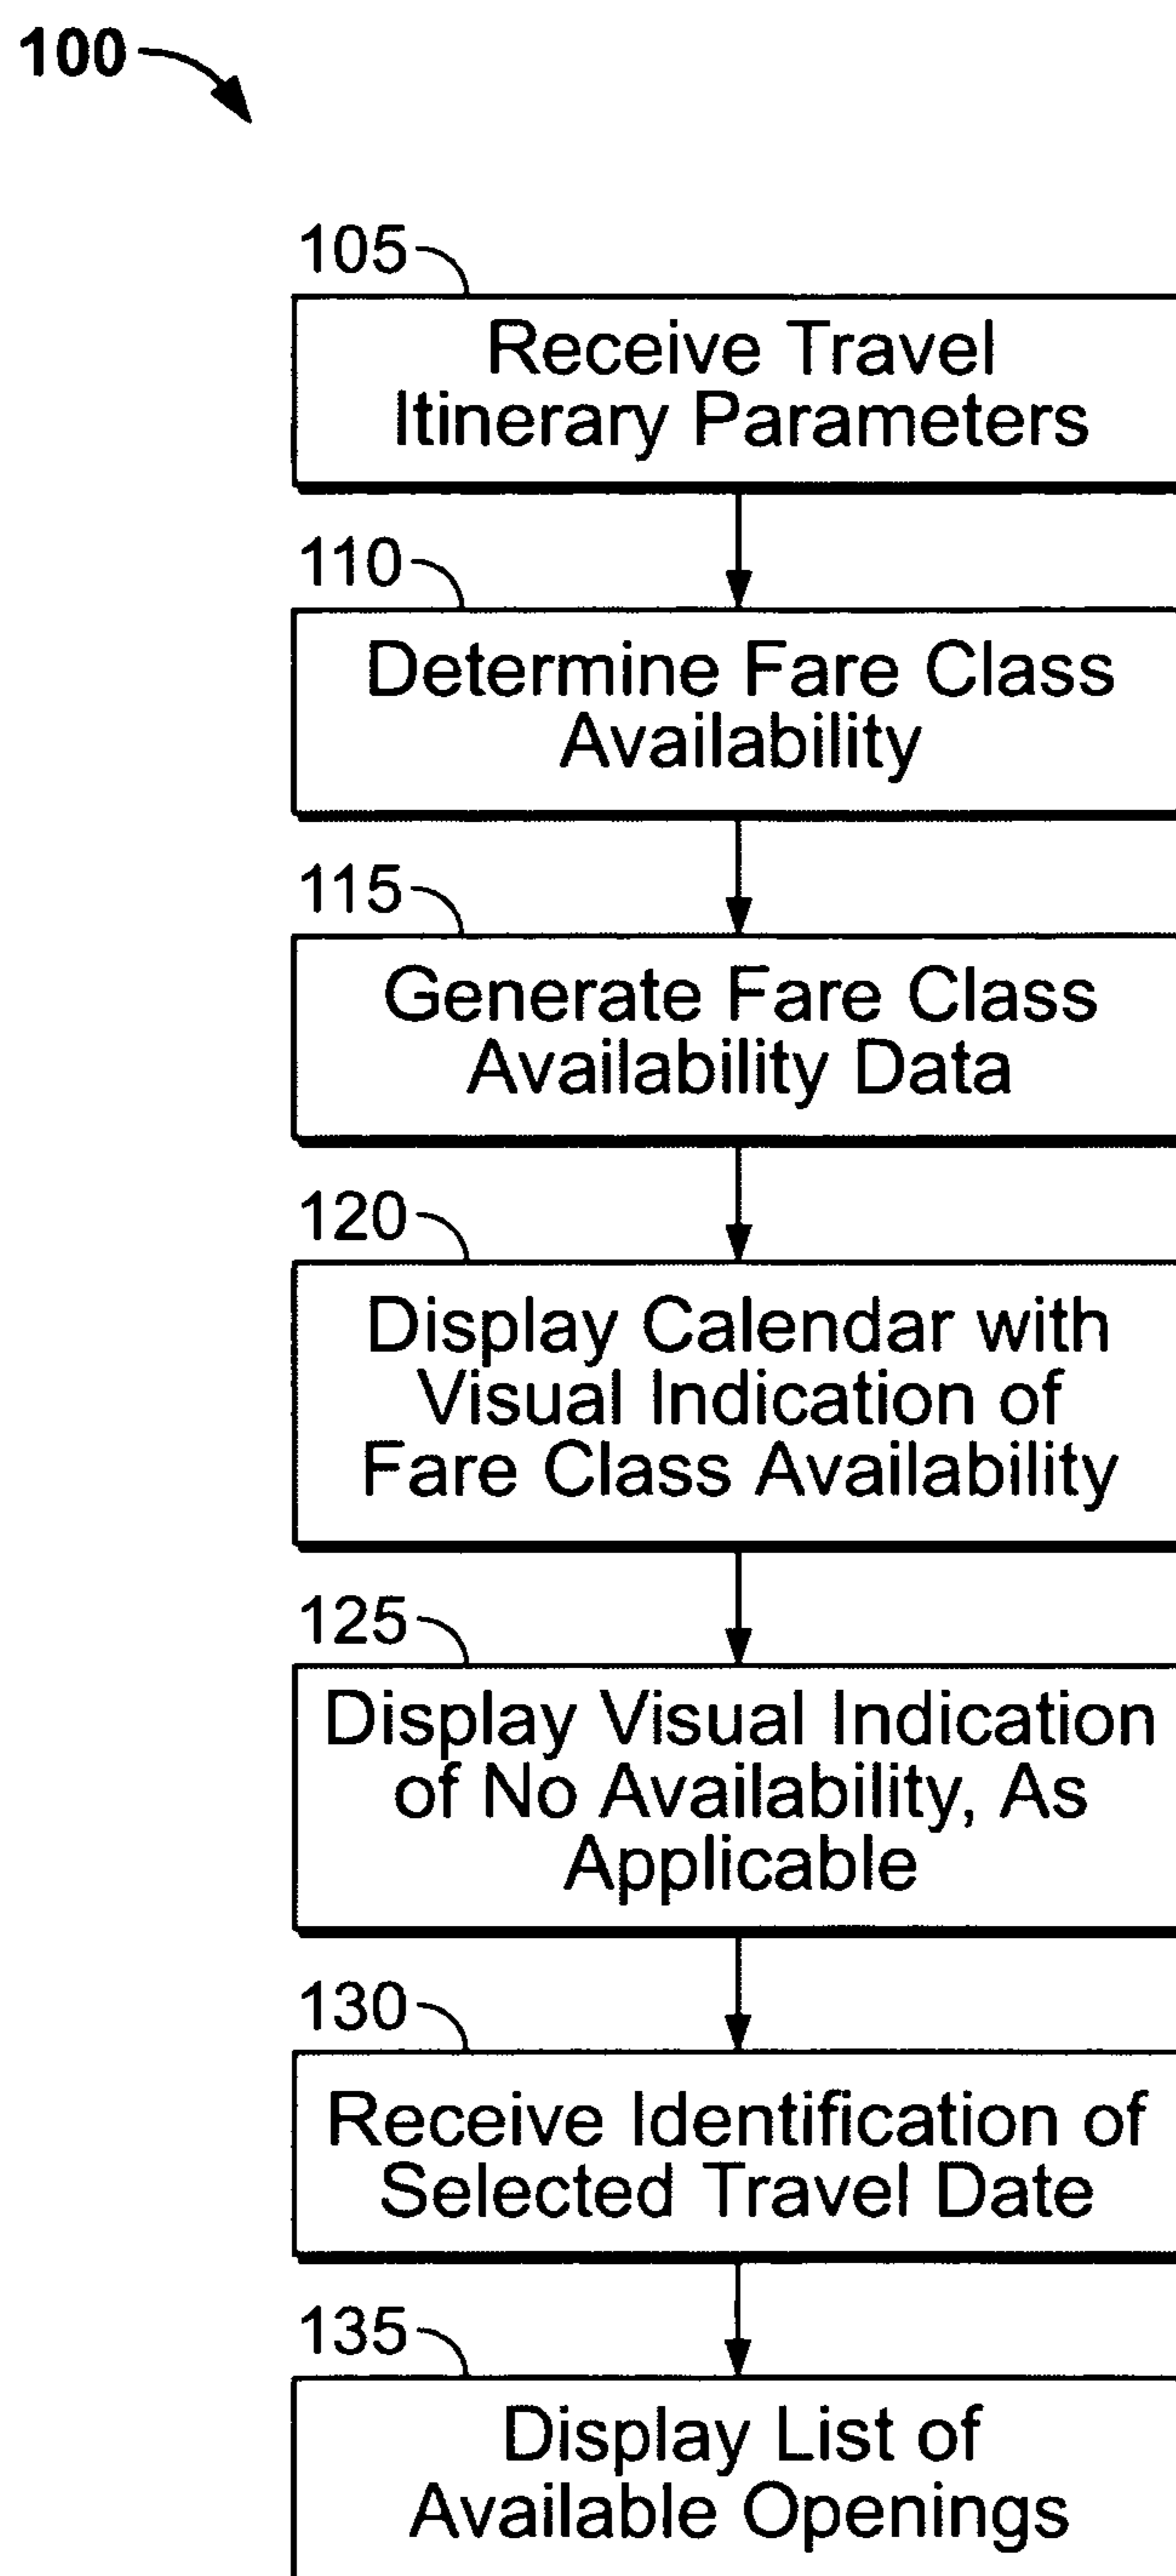 100
105
Receive Travel
Itinerary Parameters
110
Determine Fare Class
Availability
115
Generate Fare Class
Availability Data
120
Display Calendar with
Visual Indication of
Fare Class Availability
125
Display Visual Indication
of No Availability, As
Applicable
130
Receive Identification of
Selected Travel Date
135
Display List of
Available Openings